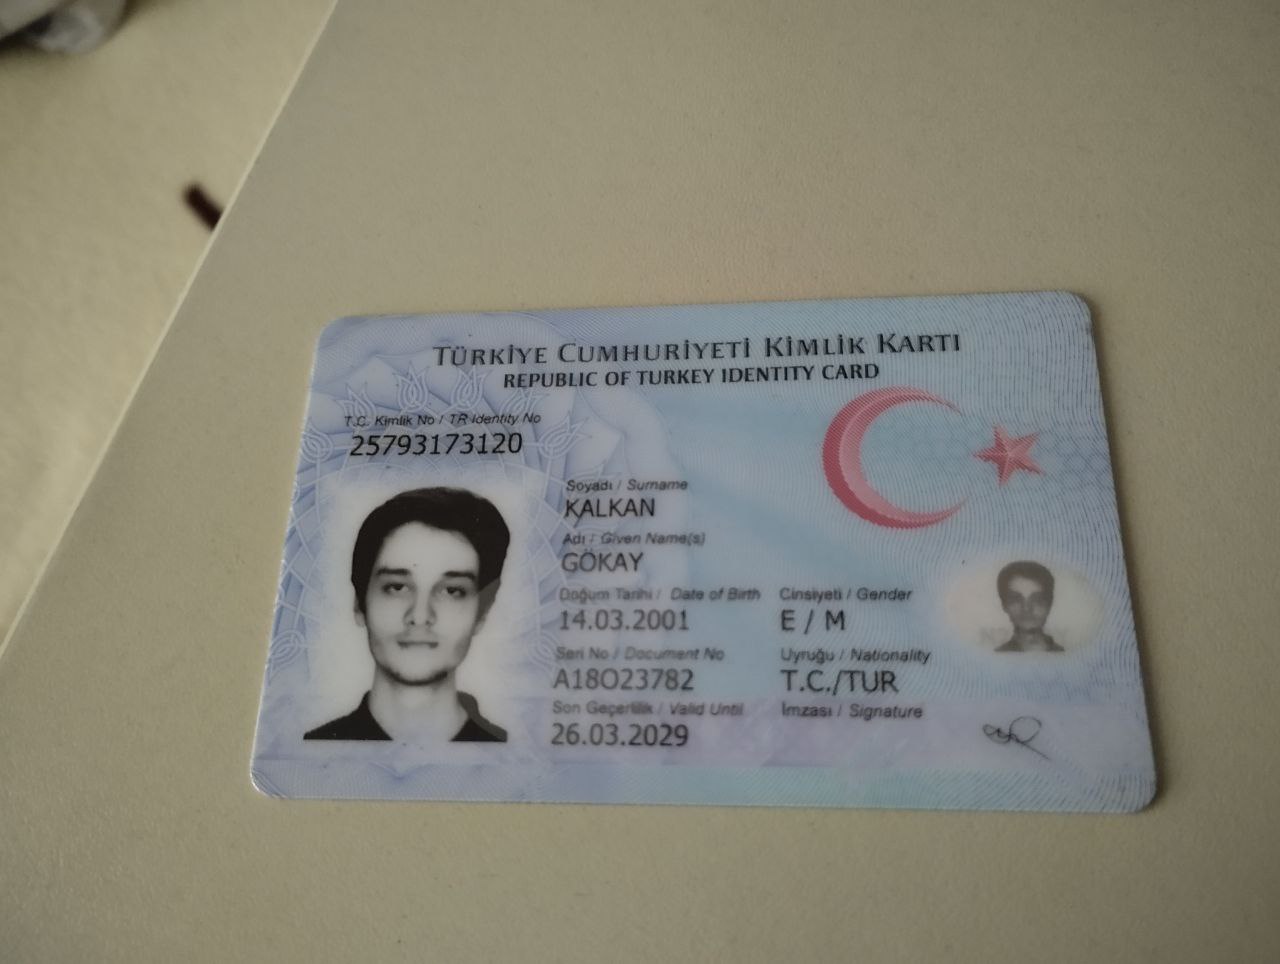 TÜRKİYE CUMHURİYETİ KİMLİK KARTI
REPUBLIC OF TURKEY IDENTITY CARD
T.C. Kimlik No / TR Identity No
25793173120
Soyadı / Surname
KALKAN
Adı / Given Name(s)
GÖKAY
Doğum Tarihi / Date of Birth
14.03.2001
Cinsiyeti / Gender
E / M
Seri No / Document No
A18O23782
Uyruğu / Nationality
T.C./TUR
Son Geçerlilik / Valid Until
26.03.2029
İmzası / Signature